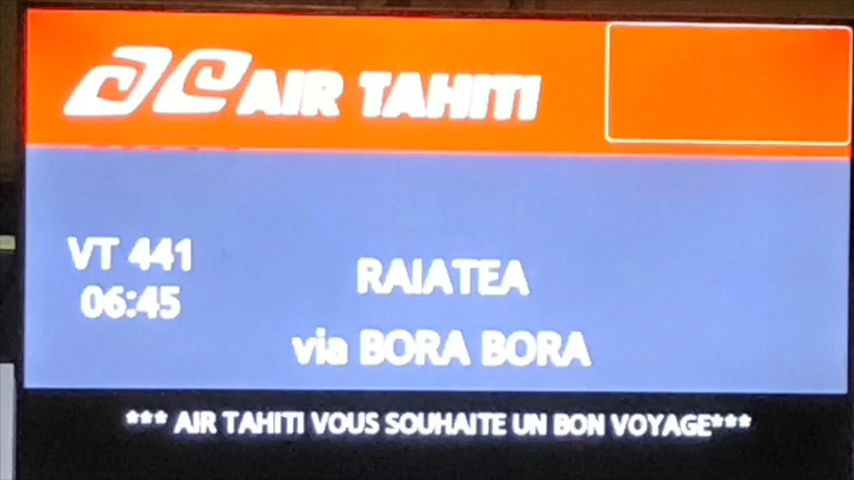 AIR TAHITI
VT 441
06:45
RAIATEA
via BORA BORA
*** AIR TAHITI VOUS SOUHAITE UN BON VOYAGE***